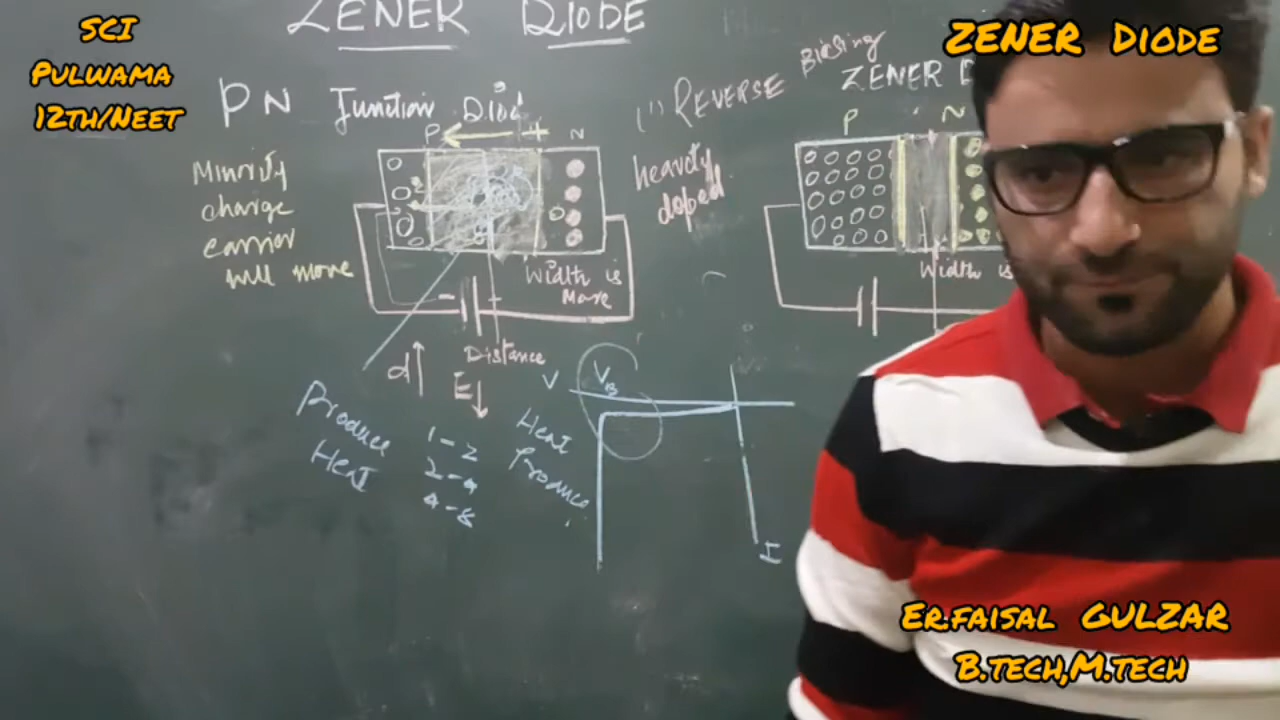 SCI
PULWAMA
12TH/NEET
ZENER DIODE
ZENER DIODE
PN Junction Diod
(1) REVERSE Biasing
ZENER D
P + N
P N
Minority
charge
carrier
will move
heavely
doped
Width is
More
Width is
-
Distance
d↑
E↓
Produce
Heat
1-2
2-4
4-8
Heat
Produce
V
VB
I
ER.FAISAL GULZAR
B.TECH,M.TECH